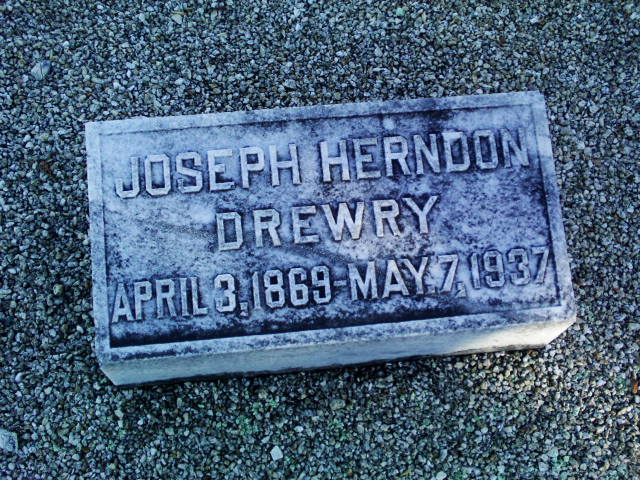 JOSEPH HERNDON
DREWRY
APRIL 3, 1869-MAY. 7, 1937